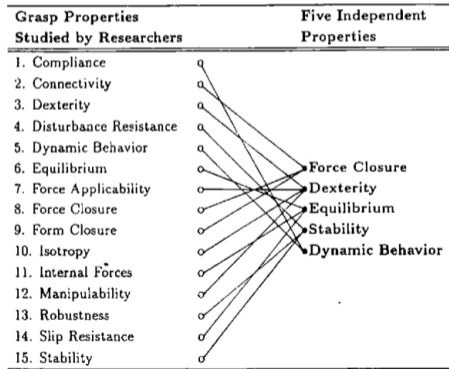 Grasp Properties
Studied by Researchers
Five Independent
Properties
1. Compliance
2. Connectivity
3. Dexterity
4. Disturbance Resistance
5. Dynamic Behavior
6. Equilibrium
7. Force Applicability
8. Force Closure
9. Form Closure
10. Isotropy
11. Internal Forces
12. Manipulability
13. Robustness
14. Slip Resistance
15. Stability
Force Closure
Dexterity
Equilibrium
Stability
Dynamic Behavior